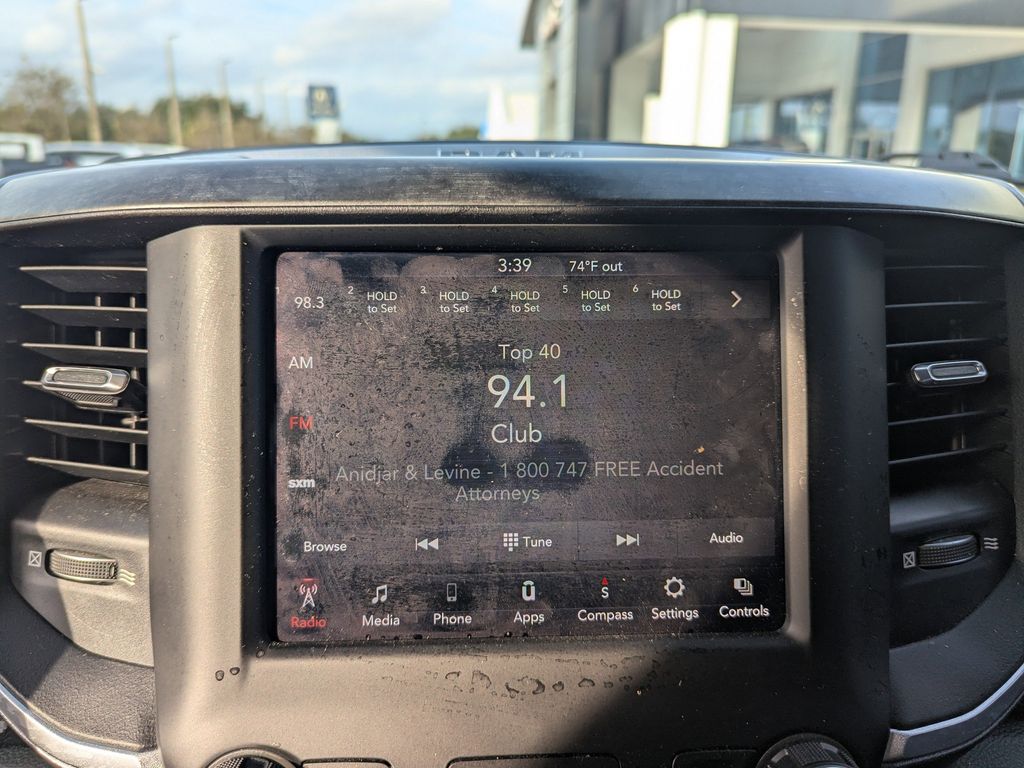 3:39 74°F out
1 98.3 2 HOLD to Set 3 HOLD to Set 4 HOLD to Set 5 HOLD to Set 6 HOLD to Set
Top 40
AM
94.1
FM
Club
Anidjar & Levine - 1 800 747 FREE Accident
sxm
Attorneys
Browse Tune Audio
Radio Media Phone Apps Compass Settings Controls
S